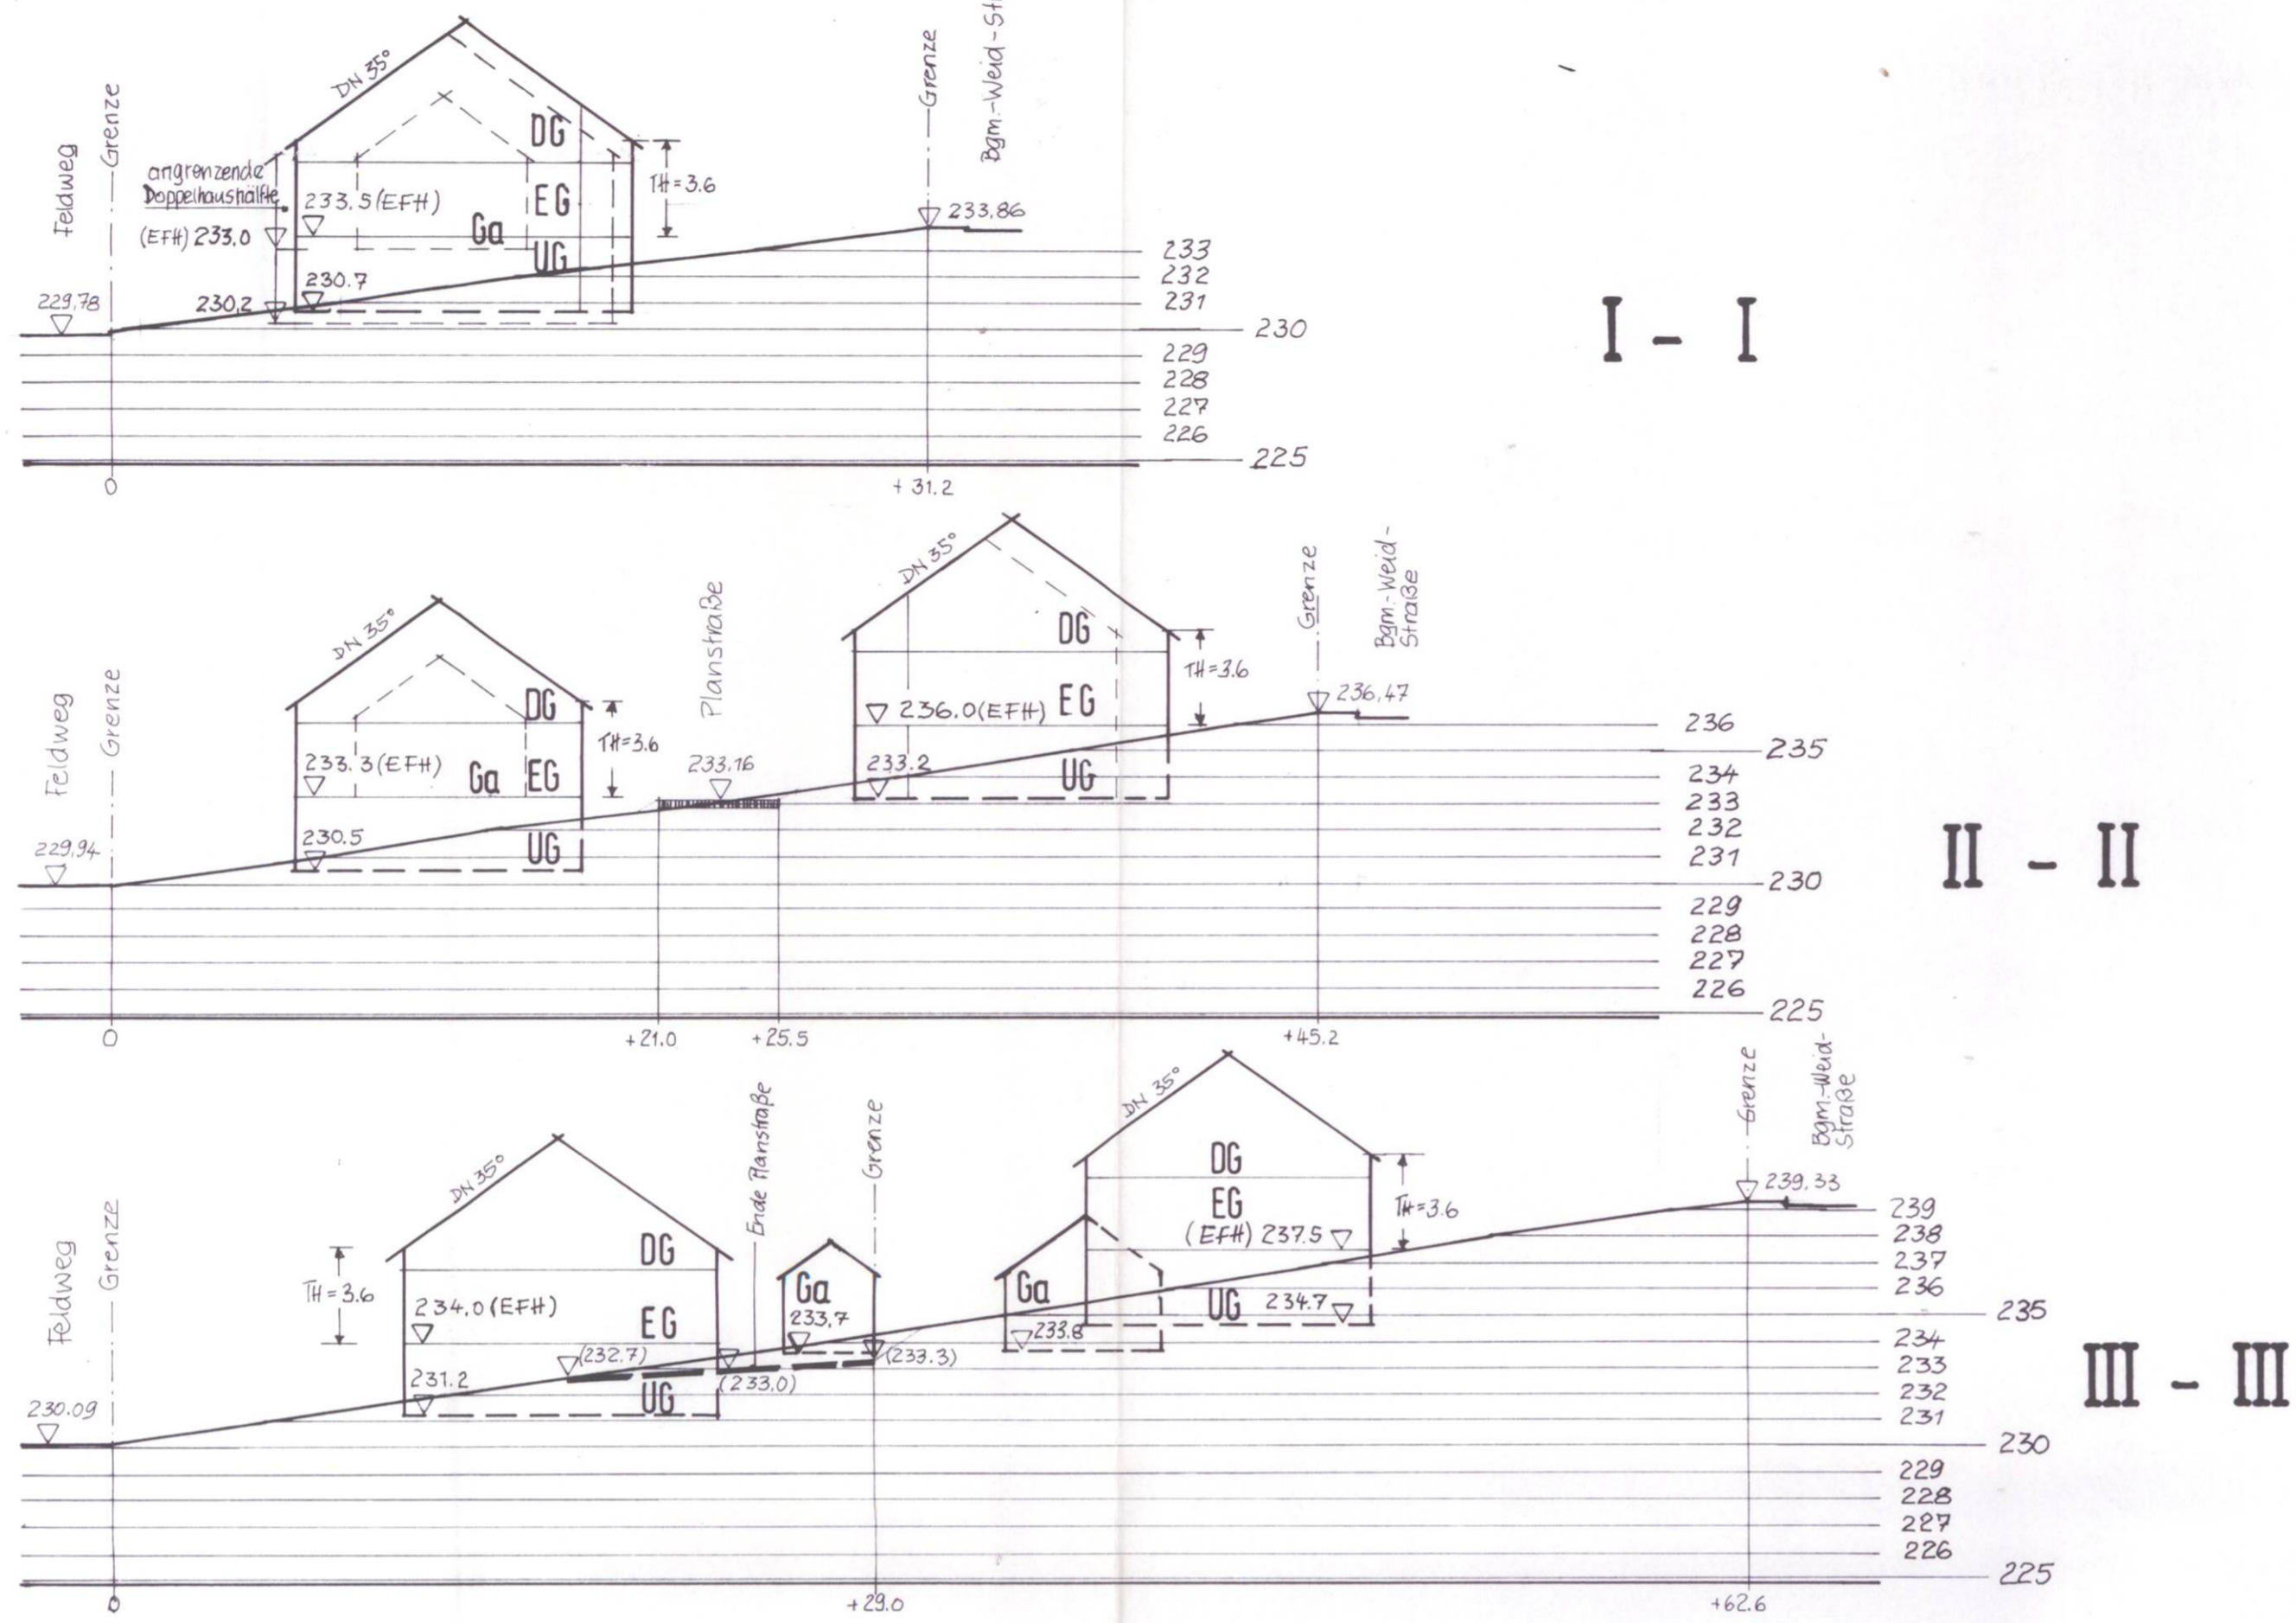 Feldweg
Grenze
DN 35°
angrenzende
Doppelhaushälfte
(EFH) 233.0
233.5 (EFH)
DG
EG
Ga
UG
TH=3.6
229,78
230,2
230.7
Grenze
Bgm.-Weid-St
233,86
233
232
231
230
229
228
227
226
225
0
+31.2
I - I
Feldweg
Grenze
DN 35°
DG
233.3 (EFH)
Ga
EG
TH=3.6
229,94
230.5
UG
Planstraße
233.16
DN 35°
DG
236.0 (EFH)
EG
233.2
UG
TH=3.6
Grenze
Bgm.-Weid-
Straße
236,47
236
235
234
233
232
231
230
229
228
227
226
225
0
+21.0
+25.5
+45.2
II - II
Feldweg
Grenze
TH=3.6
DN 35°
DG
234.0 (EFH)
EG
(232.7)
231.2
UG
(233.0)
230.09
Ende Planstraße
Grenze
Ga
233,7
(233.3)
DN 35°
DG
EG
(EFH) 237.5
Ga
233.8
UG
234.7
TH=3.6
Grenze
Bgm.-Weid-
Straße
239,33
239
238
237
236
235
234
233
232
231
230
229
228
227
226
225
0
+29.0
+62.6
III - III